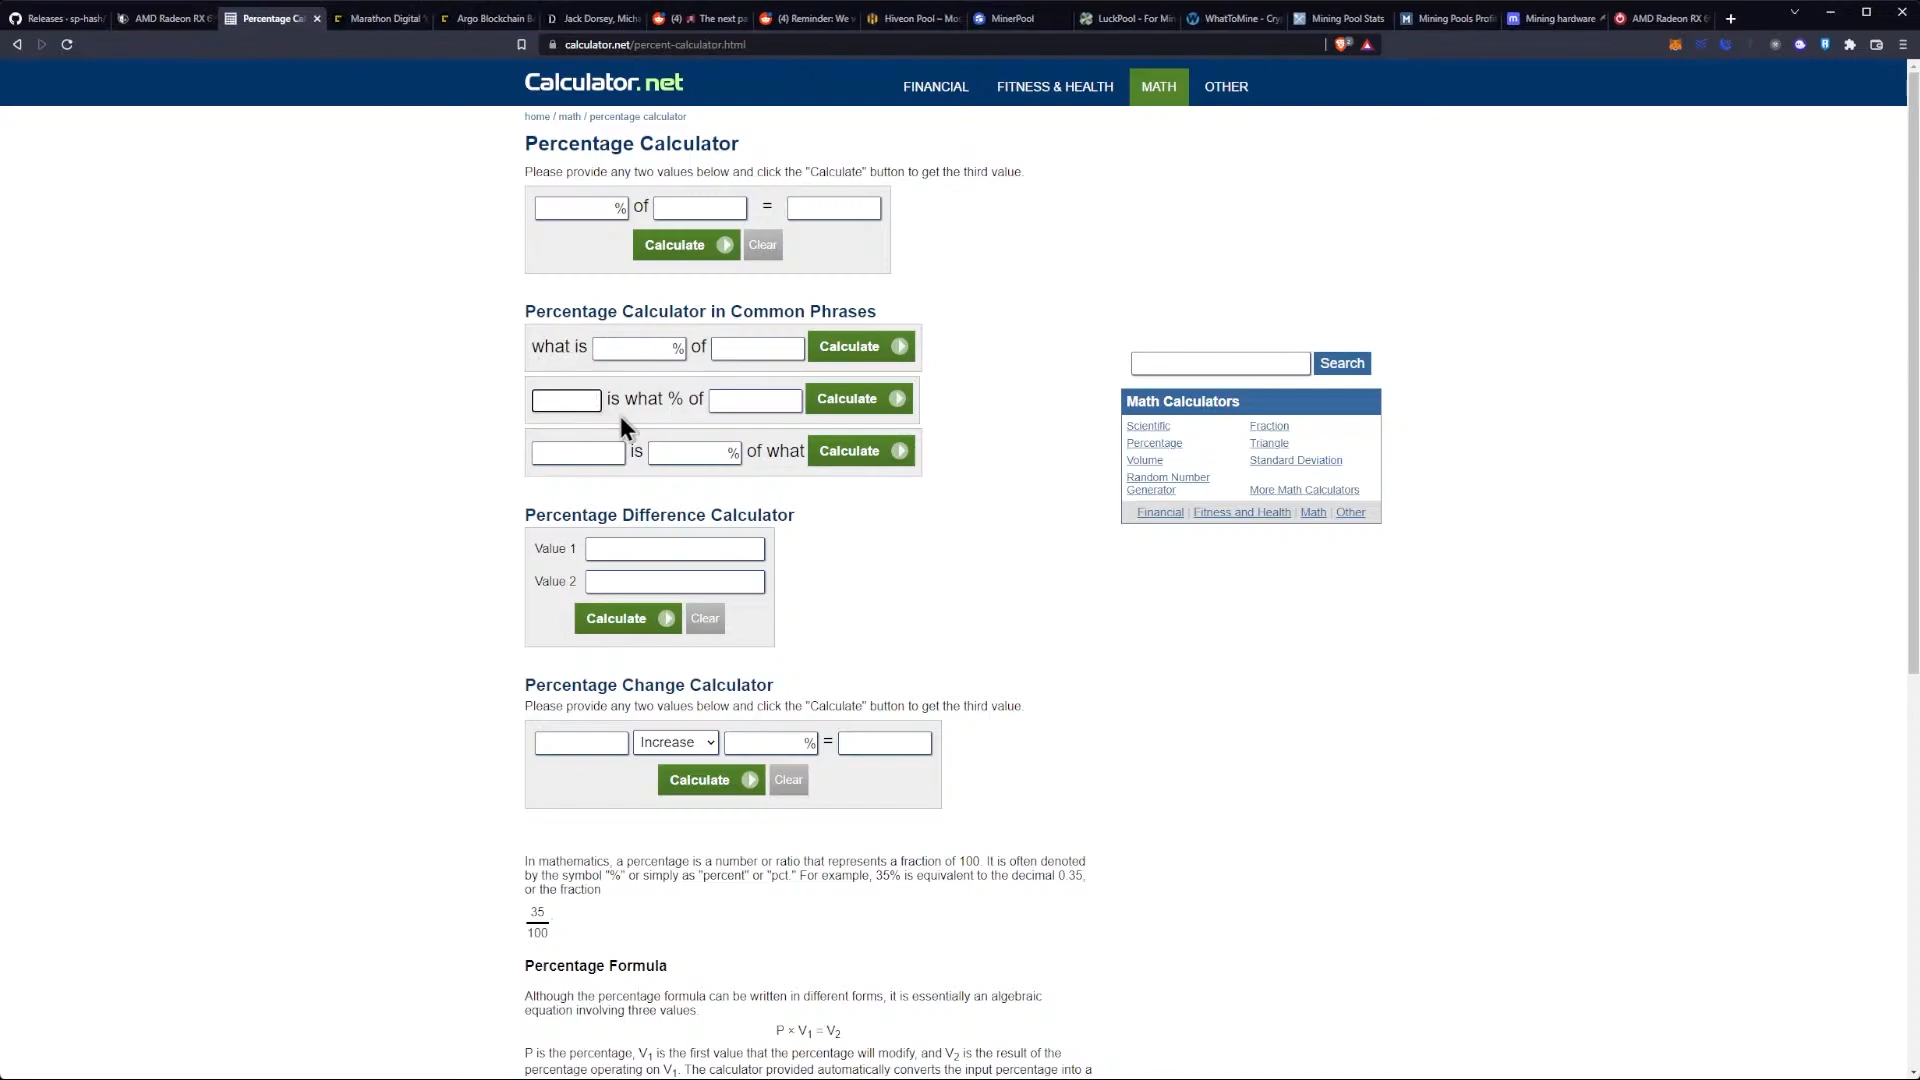 Releases · sp-hash/
AMD Radeon RX 6
Percentage Cal
Marathon Digital
Argo Blockchain
Jack Dorsey, Micha
(4) The next pa
(4) Reminder: We
Hiveon Pool – Mo
MinerPool
LuckPool - For Min
WhatToMine - Cry
Mining Pool Stats
Mining Pools Profi
Mining hardware
AMD Radeon RX 6
calculator.net/percent-calculator.html
Calculator.net
FINANCIAL FITNESS & HEALTH MATH OTHER
home / math / percentage calculator
Percentage Calculator
Please provide any two values below and click the "Calculate" button to get the third value.
% of =
Calculate Clear
Percentage Calculator in Common Phrases
what is % of Calculate
is what % of Calculate
is % of what Calculate
Search
Math Calculators
Scientific Fraction
Percentage Triangle
Volume Standard Deviation
Random Number Generator More Math Calculators
Financial | Fitness and Health | Math | Other
Percentage Difference Calculator
Value 1
Value 2
Calculate Clear
Percentage Change Calculator
Please provide any two values below and click the "Calculate" button to get the third value.
Increase % =
Calculate Clear
In mathematics, a percentage is a number or ratio that represents a fraction of 100. It is often denoted
by the symbol "%" or simply as "percent" or "pct." For example, 35% is equivalent to the decimal 0.35,
or the fraction
35
100
Percentage Formula
Although the percentage formula can be written in different forms, it is essentially an algebraic
equation involving three values.
P × V1 = V2
P is the percentage, V1 is the first value that the percentage will modify, and V2 is the result of the
percentage operating on V1. The calculator provided automatically converts the input percentage into a